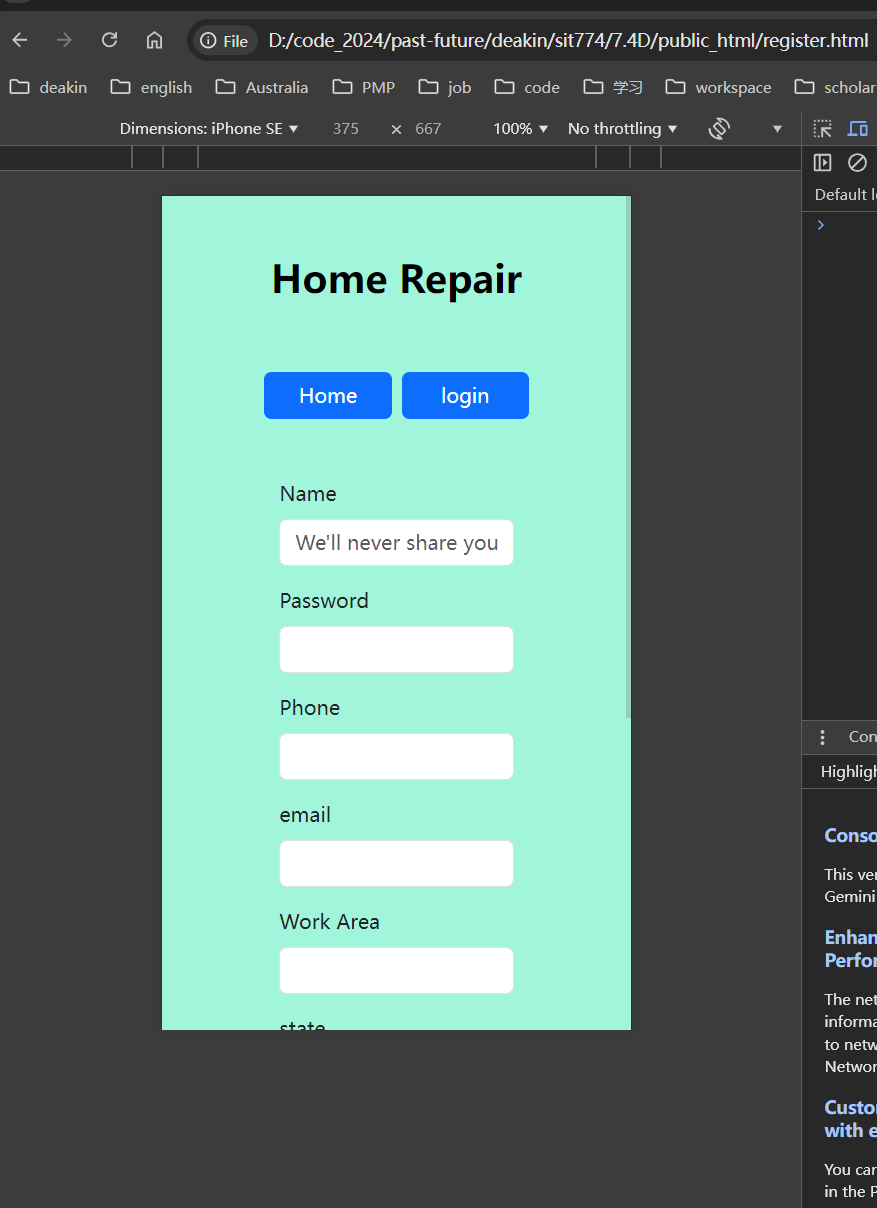 File D:/code_2024/past-future/deakin/sit774/7.4D/public_html/register.html
deakin english Australia PMP job code 学习 workspace scholar
Dimensions: iPhone SE 375 × 667 100% No throttling
Default
Home Repair
Home login
Name
We'll never share you
Password
Phone
email
Work Area
state
Con
Highligh
Conso
This ver
Gemini
Enhan
Perfor
The net
informa
to netw
Networ
Custo
with e
You car
in the P